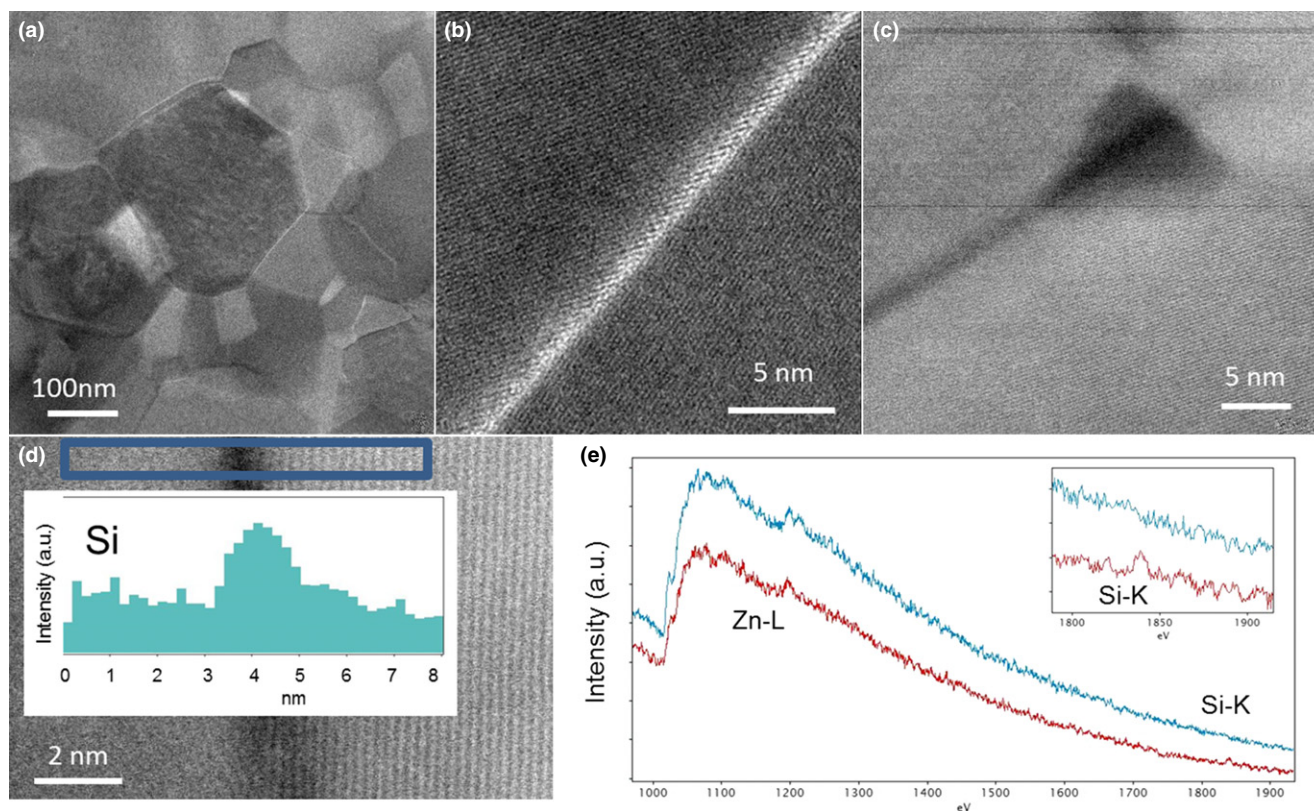 (a)
100nm
(b)
5 nm
(c)
5 nm
(d)
Si
Intensity (a.u.)
0 1 2 3 4 5 6 7 8
nm
2 nm
(e)
Intensity (a.u.)
Zn-L
Si-K
1000 1100 1200 1300 1400 1500 1600 1700 1800 1900
eV
Si-K
1800 1850 1900
eV